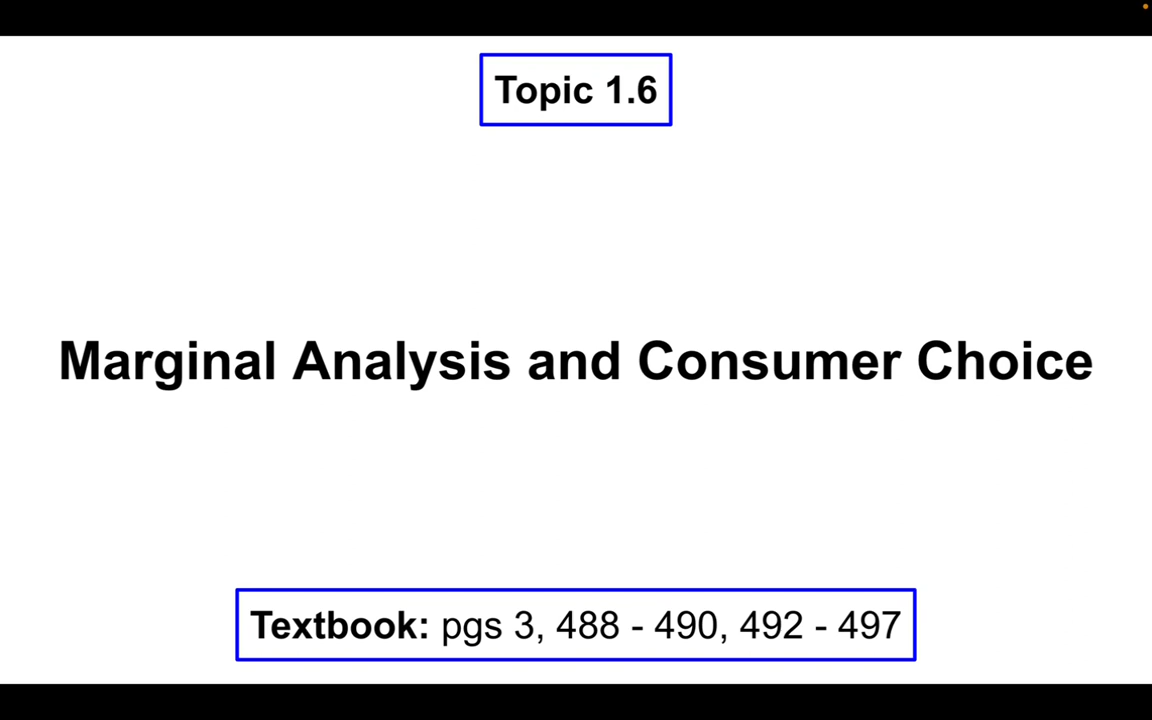 Topic 1.6
Marginal Analysis and Consumer Choice
Textbook: pgs 3, 488 - 490, 492 - 497